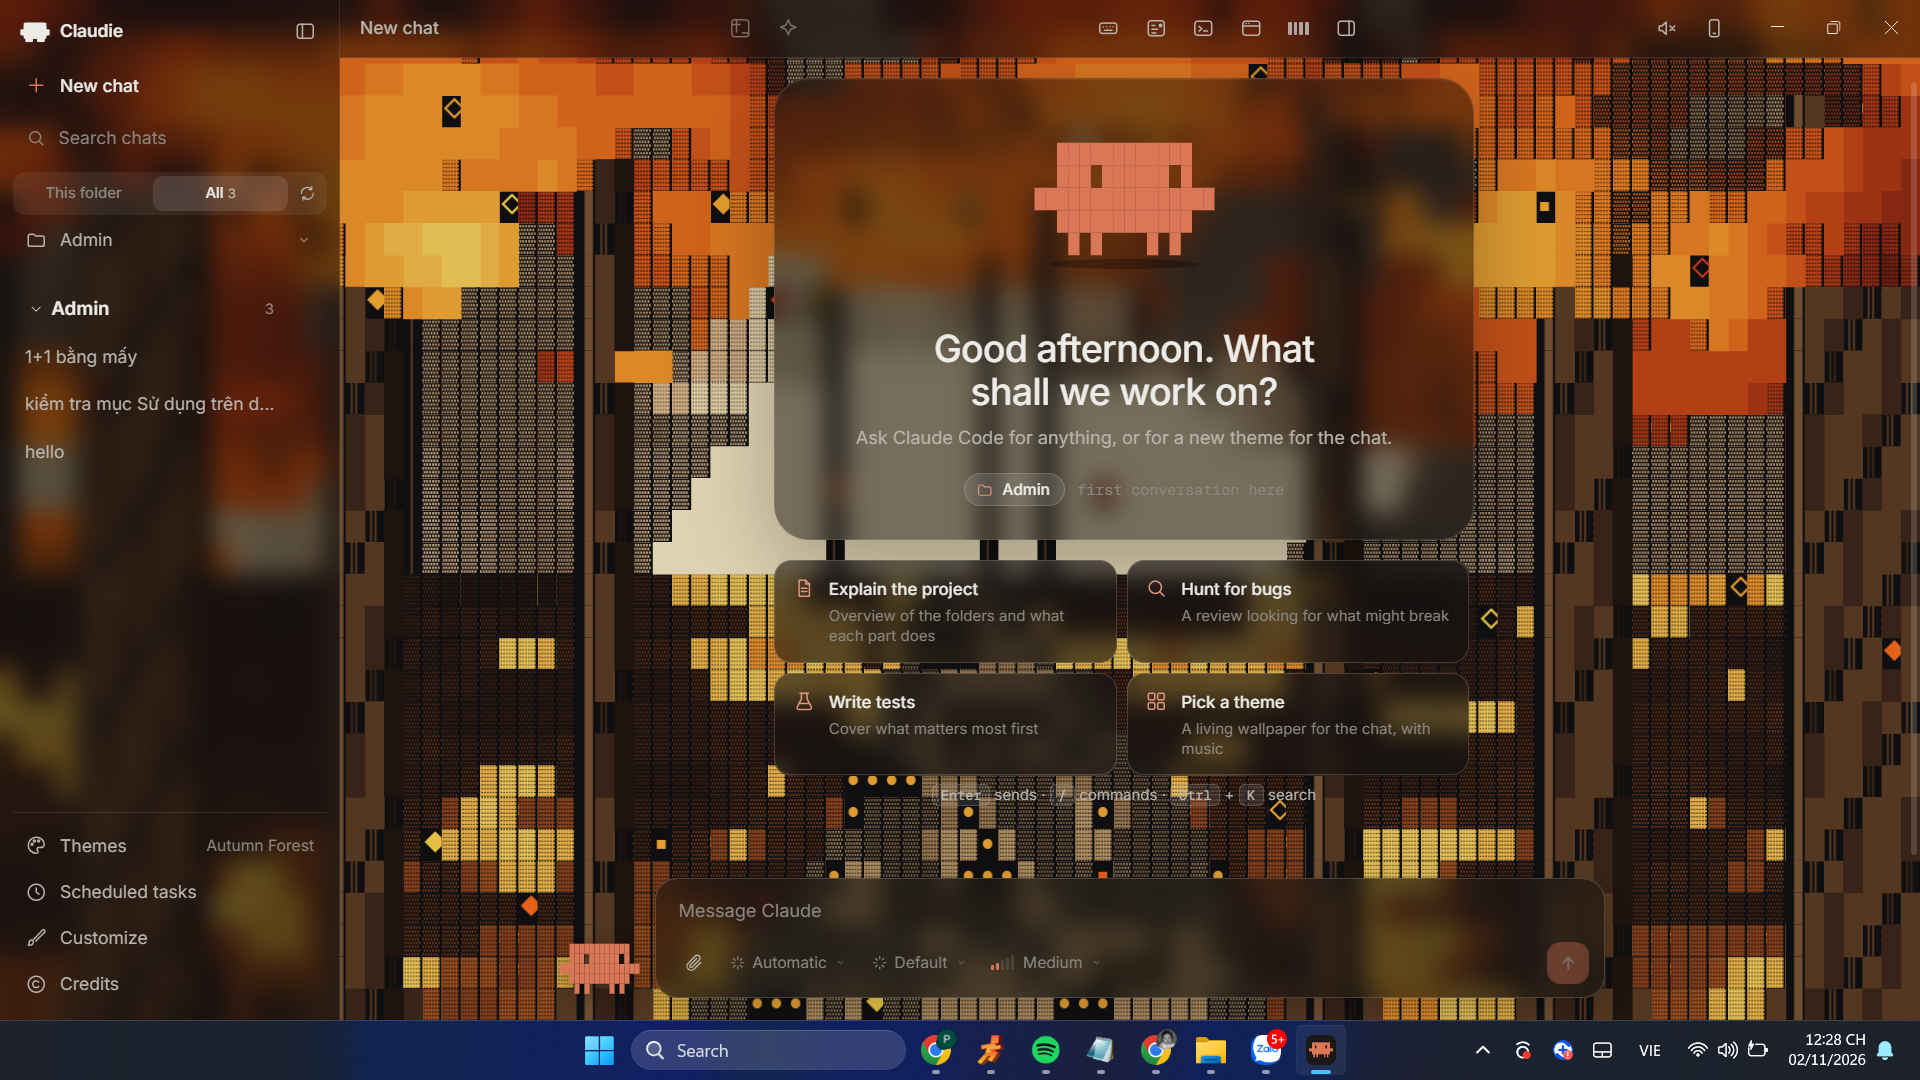 Claudie
New chat
New chat
Search chats
This folder
All 3
Admin
Admin
3
1+1 bằng mấy
kiểm tra mục Sử dụng trên d...
hello
Themes
Autumn Forest
Scheduled tasks
Customize
Credits
Good afternoon. What
shall we work on?
Ask Claude Code for anything, or for a new theme for the chat.
Admin
first conversation here
Explain the project
Overview of the folders and what
each part does
Hunt for bugs
A review looking for what might break
Write tests
Cover what matters most first
Pick a theme
A living wallpaper for the chat, with
music
Enter sends · / commands · Ctrl + K search
Message Claude
Automatic
Default
Medium
Search
P
Zalo
5+
VIE
12:28 CH
02/11/2026